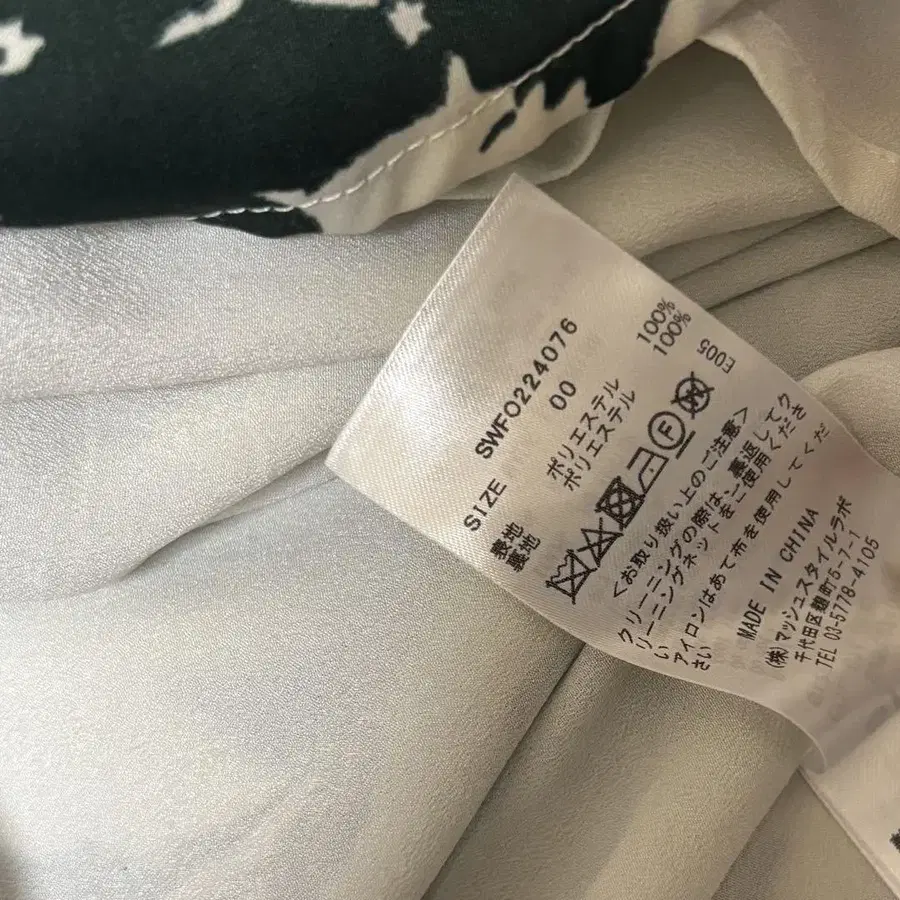 SWFO224076
SIZE 00
表地 ポリエステル 100%
裏地 ポリエステル 100%
E005
F
<お取り扱い上のご注意>
クリーニングの際は、裏返してク
リーニングネットをご使用くださ
い
アイロンはあて布を使用してくだ
さい
MADE IN CHINA
(株)マッシュスタイルラボ
千代田区麹町5-7-1
TEL 03-5778-4105